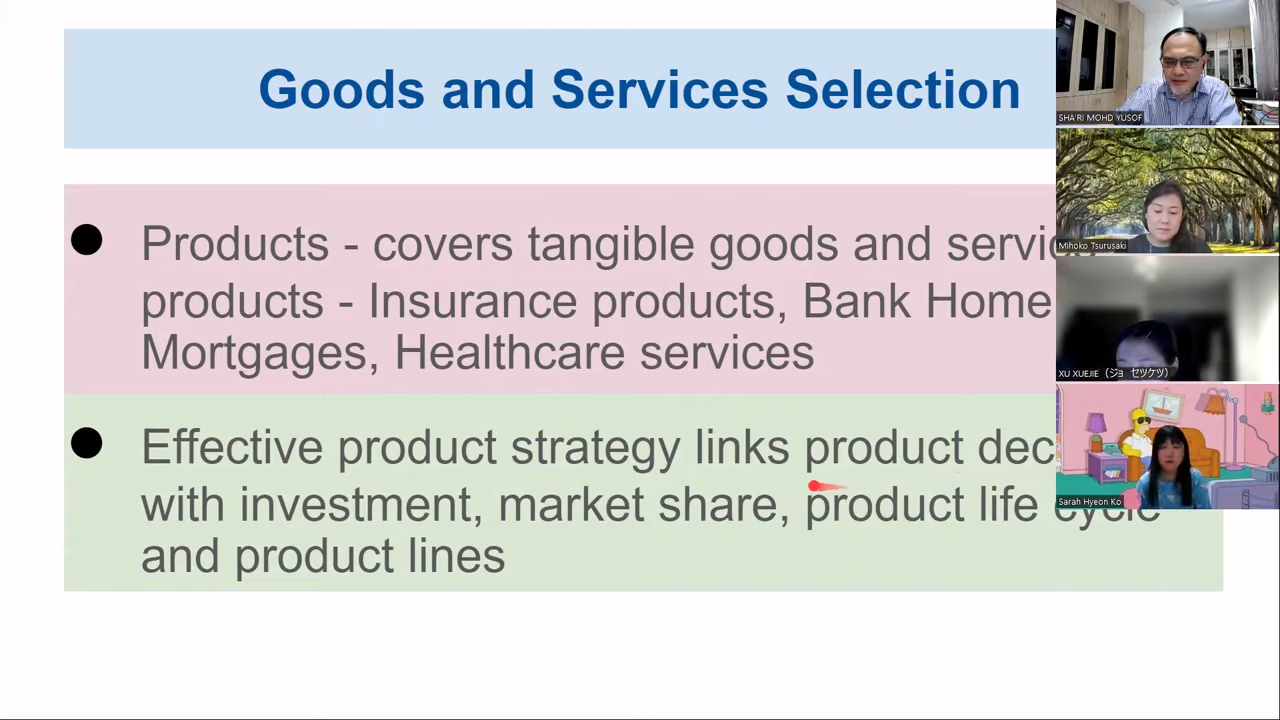 Goods and Services Selection
Products - covers tangible goods and
products - Insurance products, Bank Home
Mortgages, Healthcare services
Effective product strategy links product
with investment, market share, product life cycle
and product lines
SHA'RI MOHD YUSOF
Mihoko Tsurusaki
XU XUEJIE (ジョ セツケツ)
Sarah Hyeon Ko